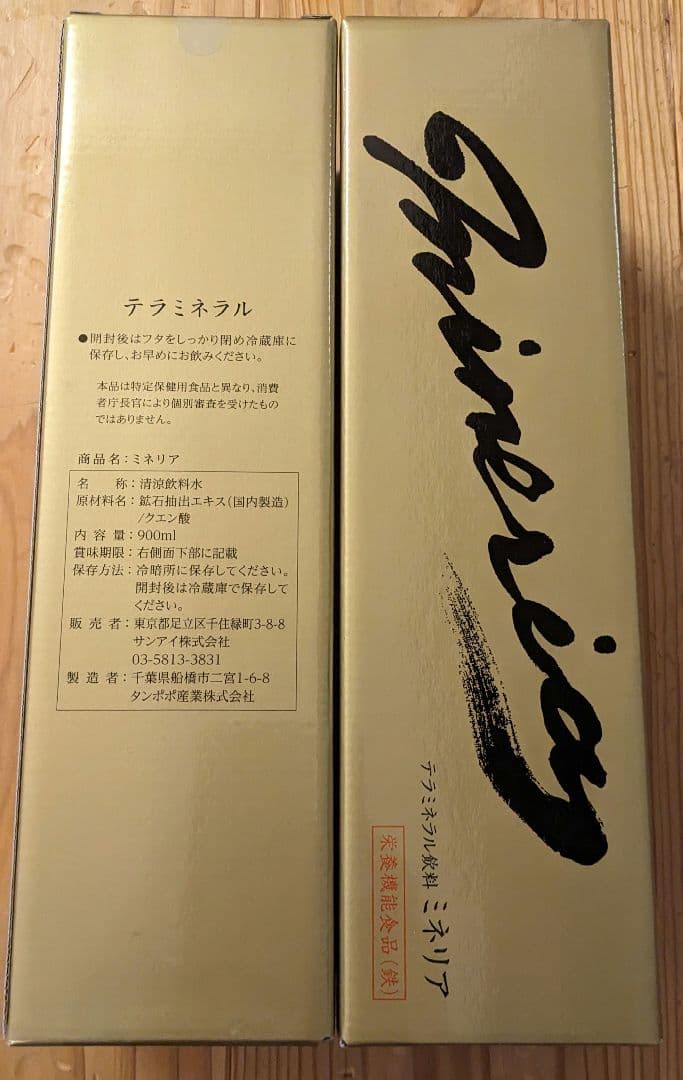 テラミネラル
●開封後はフタをしっかり閉め冷蔵庫に
保存し、お早めにお飲みください。
本品は特定保健用食品と異なり、消費
者庁長官により個別審査を受けたもの
ではありません。
商品名：ミネリア
名　　称：清涼飲料水
原材料名：鉱石抽出エキス（国内製造）
/クエン酸
内 容 量：900ml
賞味期限：右側面下部に記載
保存方法：冷暗所に保存してください。
開封後は冷蔵庫で保存して
ください。
販 売 者：東京都足立区千住緑町3-8-8
サンアイ株式会社
03-5813-3831
製 造 者：千葉県船橋市二宮1-6-8
タンポポ産業株式会社
mineria
テラミネラル飲料 ミネリア
栄養機能食品（鉄）